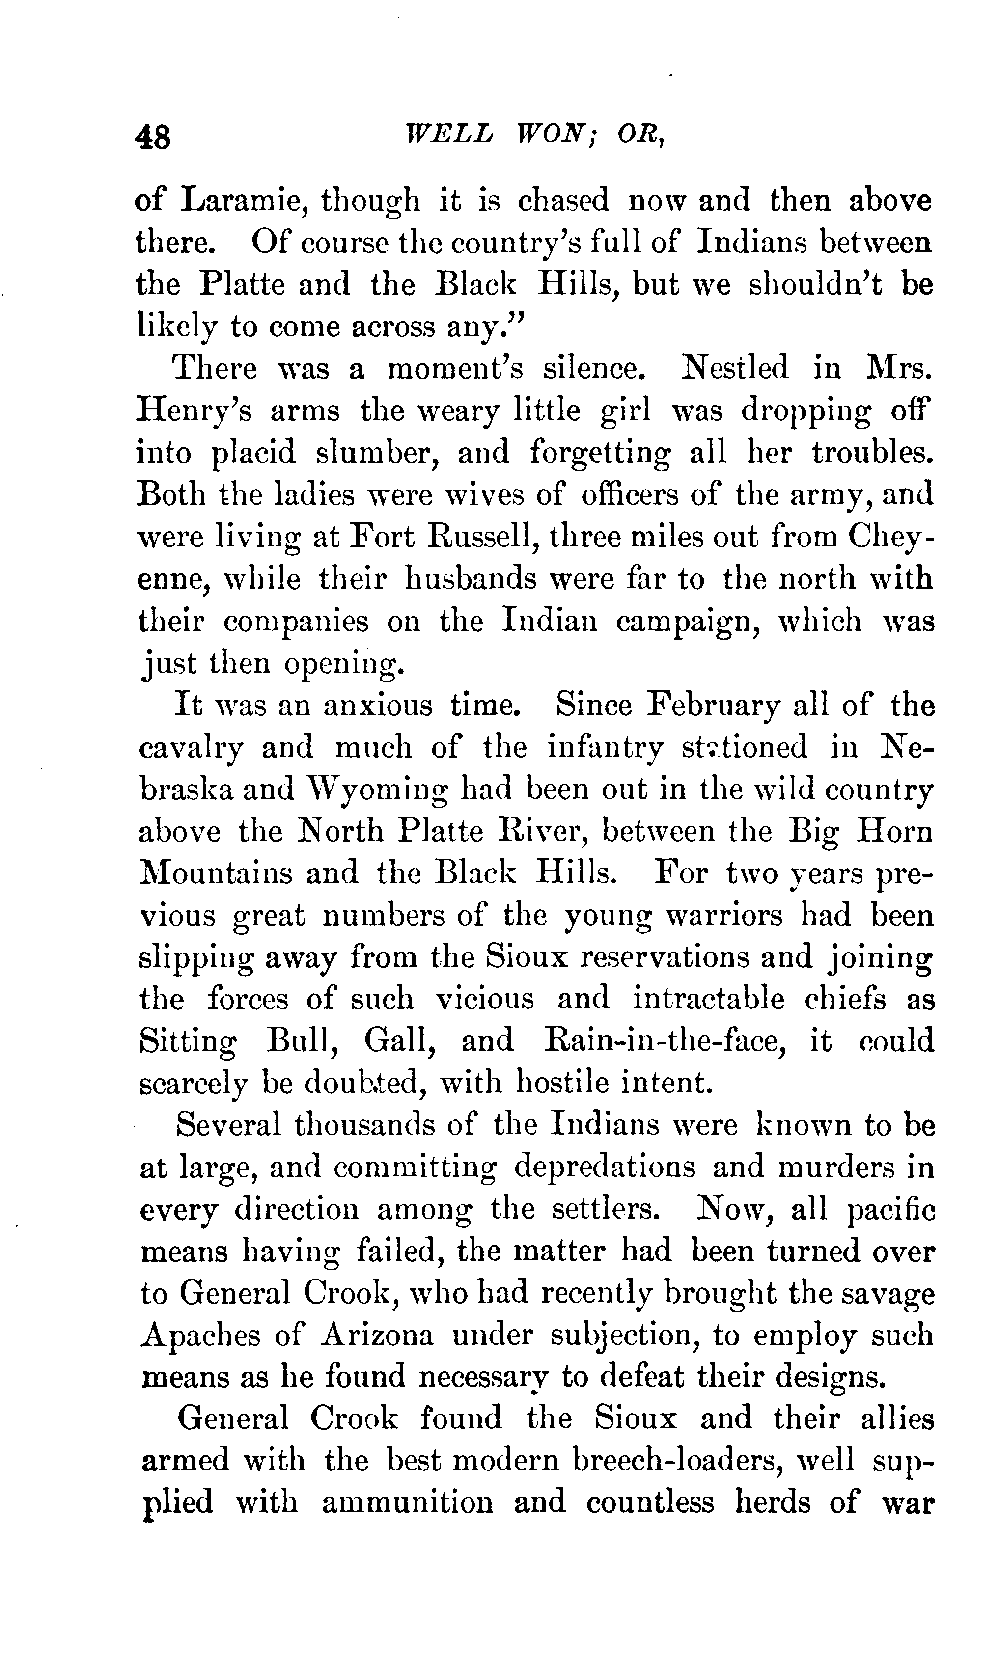 48 WELL WON; OR,
of Laramie, though it is chased now and then above
there. Of course the country's full of Indians between
the Platte and the Black Hills, but we shouldn't be
likely to come across any."
There was a moment's silence. Nestled in Mrs.
Henry's arms the weary little girl was dropping off
into placid slumber, and forgetting all her troubles.
Both the ladies were wives of officers of the army, and
were living at Fort Russell, three miles out from Chey-
enne, while their husbands were far to the north with
their companies on the Indian campaign, which was
just then opening.
It was an anxious time. Since February all of the
cavalry and much of the infantry stationed in Ne-
braska and Wyoming had been out in the wild country
above the North Platte River, between the Big Horn
Mountains and the Black Hills. For two years pre-
vious great numbers of the young warriors had been
slipping away from the Sioux reservations and joining
the forces of such vicious and intractable chiefs as
Sitting Bull, Gall, and Rain-in-the-face, it could
scarcely be doubted, with hostile intent.
Several thousands of the Indians were known to be
at large, and committing depredations and murders in
every direction among the settlers. Now, all pacific
means having failed, the matter had been turned over
to General Crook, who had recently brought the savage
Apaches of Arizona under subjection, to employ such
means as he found necessary to defeat their designs.
General Crook found the Sioux and their allies
armed with the best modern breech-loaders, well sup-
plied with ammunition and countless herds of war